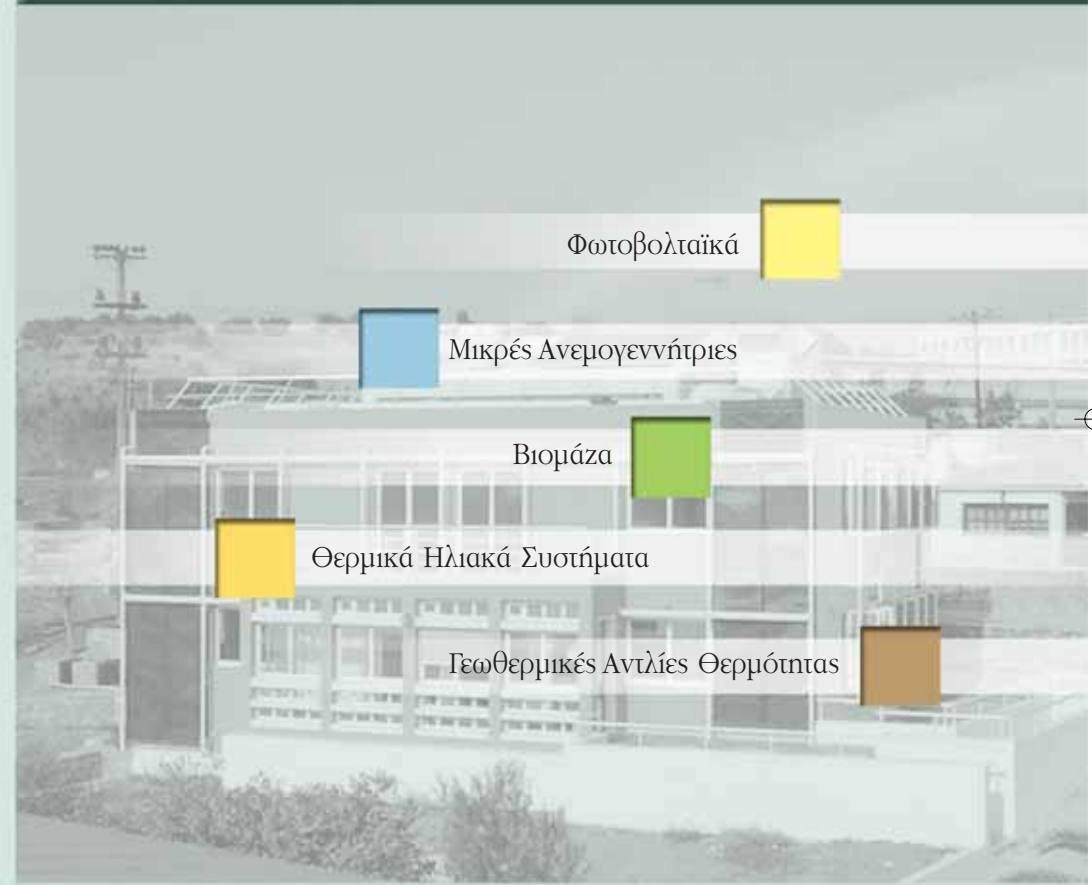 Φωτοβολταϊκά
Μικρές Ανεμογεννήτριες
Βιομάζα
Θερμικά Ηλιακά Συστήματα
Γεωθερμικές Αντλίες Θερμότητας